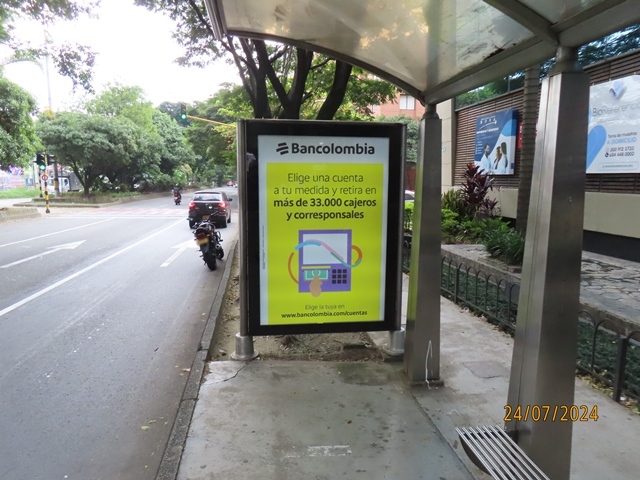 Bancolombia
Elige una cuenta
a tu medida y retira en
más de 33.000 cajeros
y corresponsales
Elige la tuya en
www.bancolombia.com/cuentas
24/07/2024